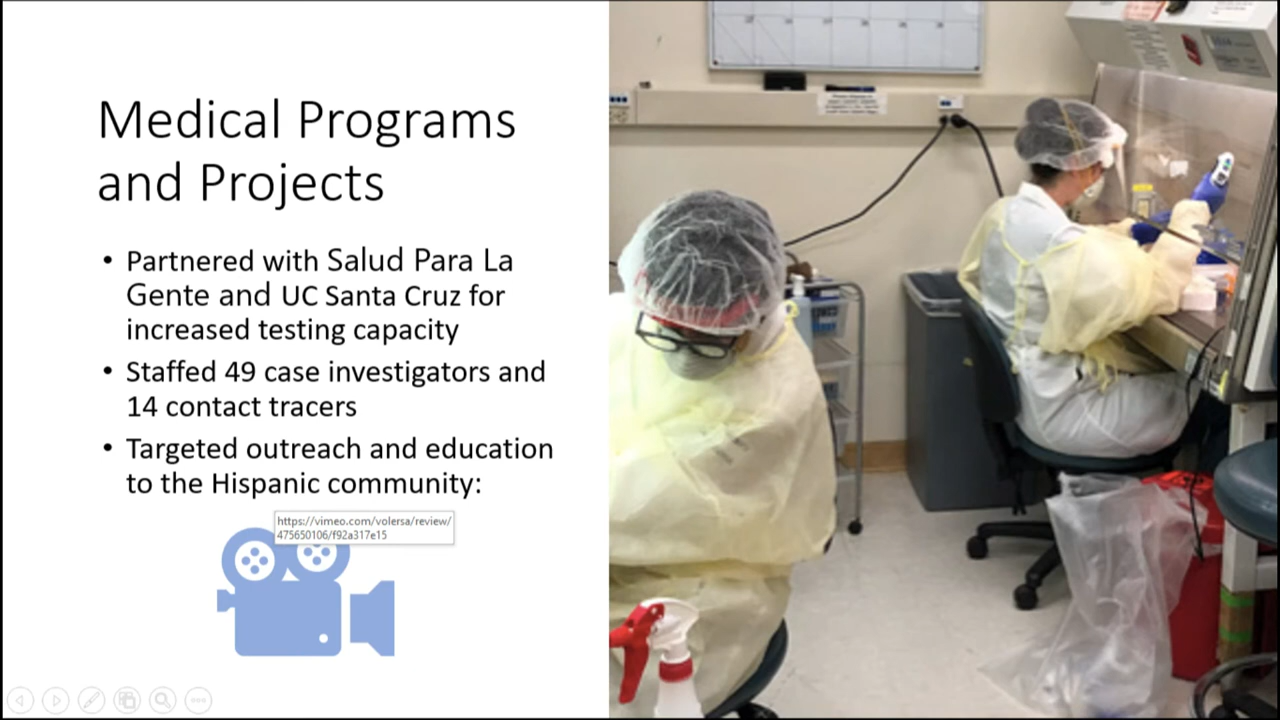 Medical Programs
and Projects
• Partnered with Salud Para La
Gente and UC Santa Cruz for
increased testing capacity
• Staffed 49 case investigators and
14 contact tracers
• Targeted outreach and education
to the Hispanic community:
https://vimeo.com/volersa/review/
475650106/f92a317e15